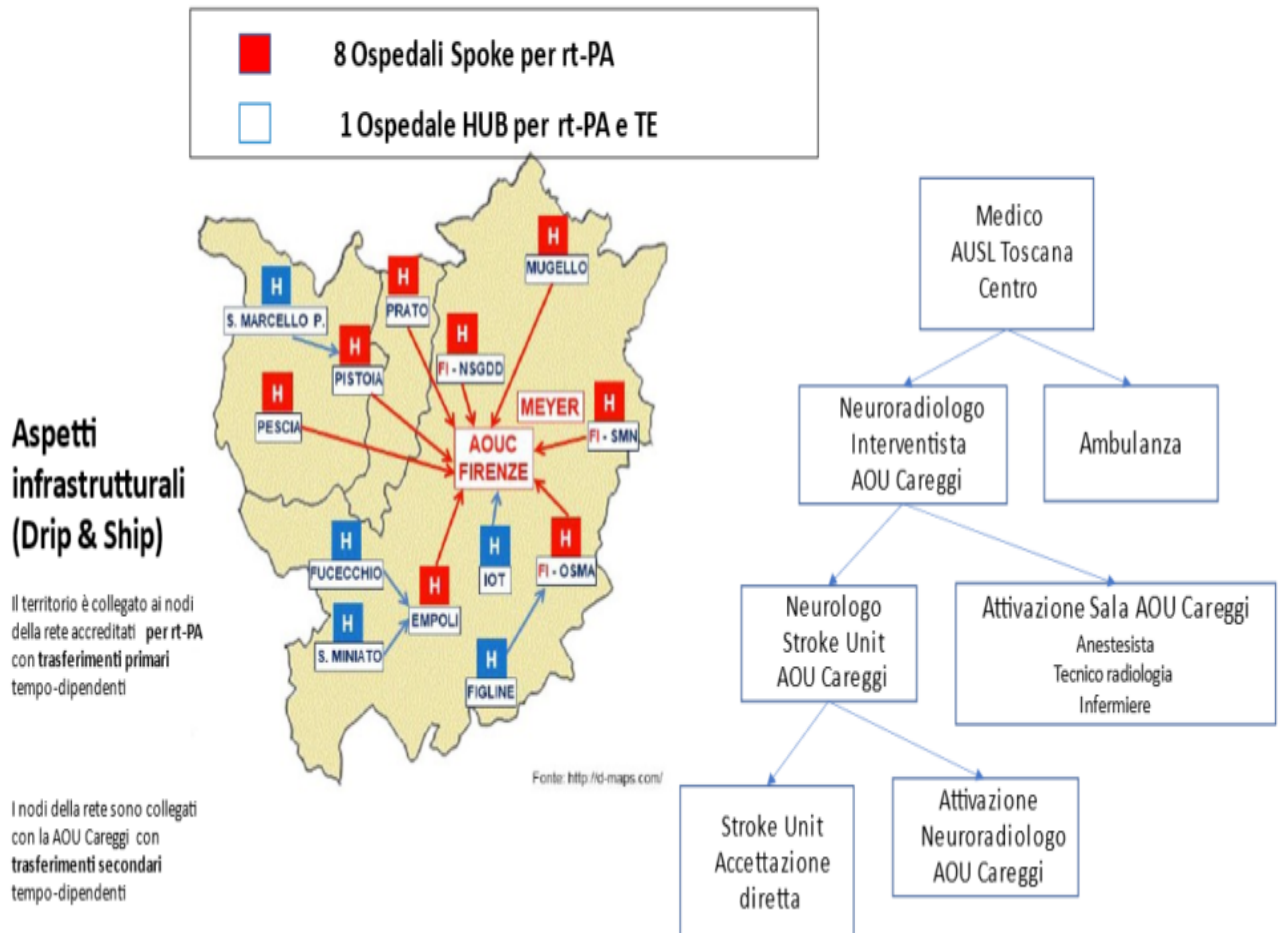 8 Ospedali Spoke per rt-PA
1 Ospedale HUB per rt-PA e TE
Aspetti
infrastrutturali
(Drip & Ship)
Il territorio è collegato ai nodi
della rete accreditati per rt-PA
con trasferimenti primari
tempo-dipendenti
I nodi della rete sono collegati
con la AOU Careggi con
trasferimenti secondari
tempo-dipendenti
H
MUGELLO
H
PRATO
H
S. MARCELLO P.
H
PISTOIA
H
FI - NSGDD
H
PESCIA
MEYER
H
FI - SMN
AOUC
FIRENZE
H
FUCECCHIO
H
EMPOLI
H
IOT
H
FI - OSMA
H
S. MINIATO
H
FIGLINE
Fonte: http://d-maps.com/
Medico
AUSL Toscana
Centro
Neuroradiologo
Interventista
AOU Careggi
Ambulanza
Neurologo
Stroke Unit
AOU Careggi
Attivazione Sala AOU Careggi
Anestesista
Tecnico radiologia
Infermiere
Stroke Unit
Accettazione
diretta
Attivazione
Neuroradiologo
AOU Careggi